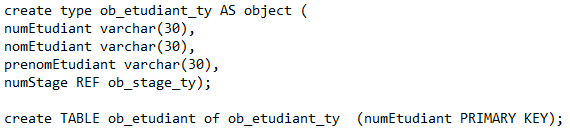 create type ob_etudiant_ty AS object (
numEtudiant varchar(30),
nomEtudiant varchar(30),
prenomEtudiant varchar(30),
numStage REF ob_stage_ty);
create TABLE ob_etudiant of ob_etudiant_ty  (numEtudiant PRIMARY KEY);